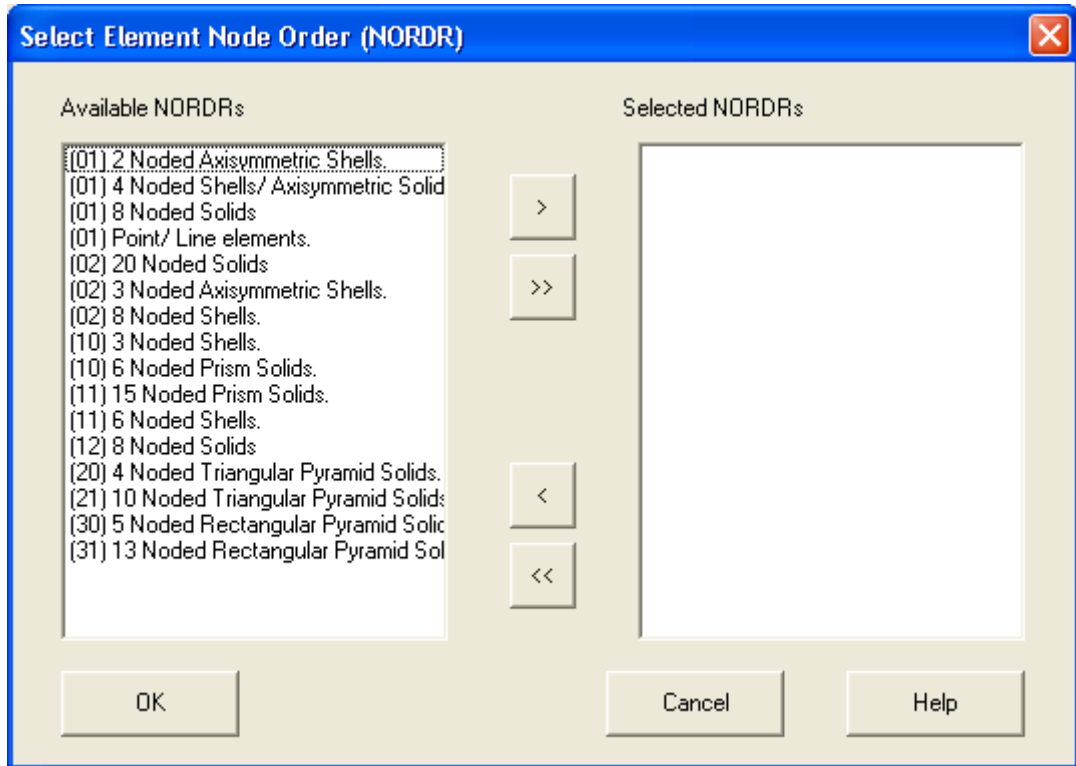 Select Element Node Order (NORDR)
Available NORDRs
Selected NORDRs
(01) 2 Noded Axisymmetric Shells.
(01) 4 Noded Shells/ Axisymmetric Solid
(01) 8 Noded Solids
(01) Point/ Line elements.
(02) 20 Noded Solids
(02) 3 Noded Axisymmetric Shells.
(02) 8 Noded Shells.
(10) 3 Noded Shells.
(10) 6 Noded Prism Solids.
(11) 15 Noded Prism Solids.
(11) 6 Noded Shells.
(12) 8 Noded Solids
(20) 4 Noded Triangular Pyramid Solids.
(21) 10 Noded Triangular Pyramid Solids
(30) 5 Noded Rectangular Pyramid Solid
(31) 13 Noded Rectangular Pyramid Sol
>
>>
<
<<
OK
Cancel
Help